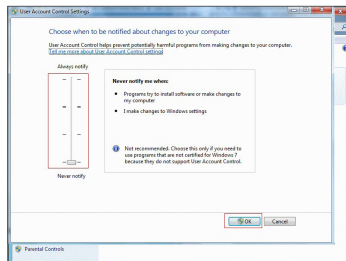 User Account Control Settings
Choose when to be notified about changes to your computer
User Account Control helps prevent potentially harmful programs from making changes to your computer.
Tell me more about User Account Control settings
Always notify
Never notify me when:
• Programs try to install software or make changes to
my computer
• I make changes to Windows settings
Not recommended. Choose this only if you need to
use programs that are not certified for Windows 7
because they do not support User Account Control.
Never notify
OK
Cancel
Parental Controls